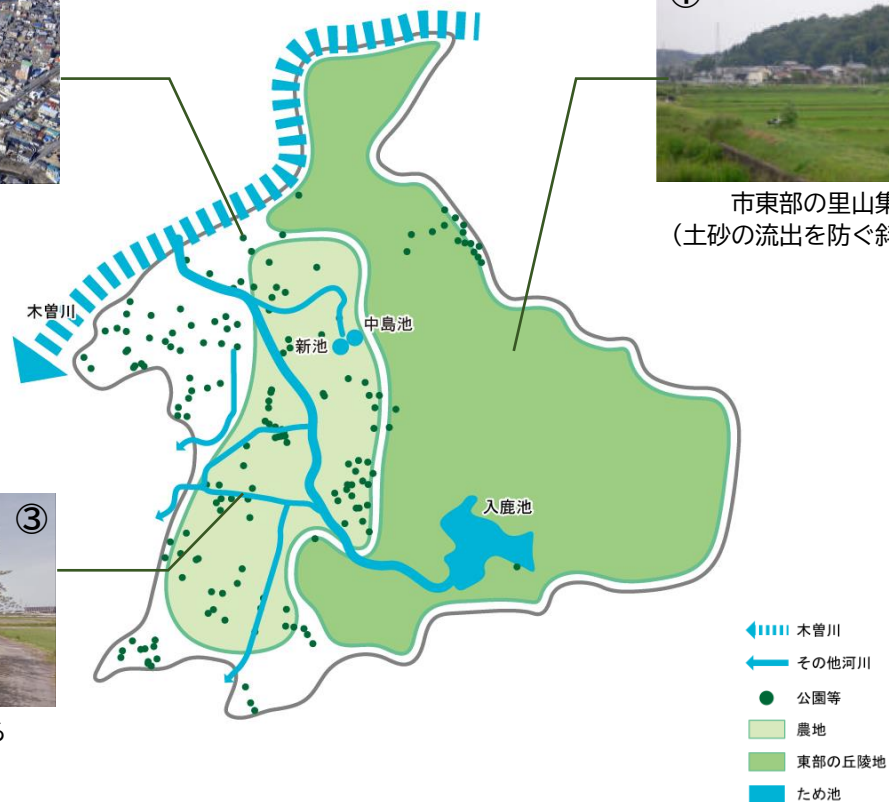 市東部の里山集
（土砂の流出を防ぐ斜
木曽川
中島池
新池
③
入鹿池
木曽川
その他河川
公園等
農地
東部の丘陵地
ため池